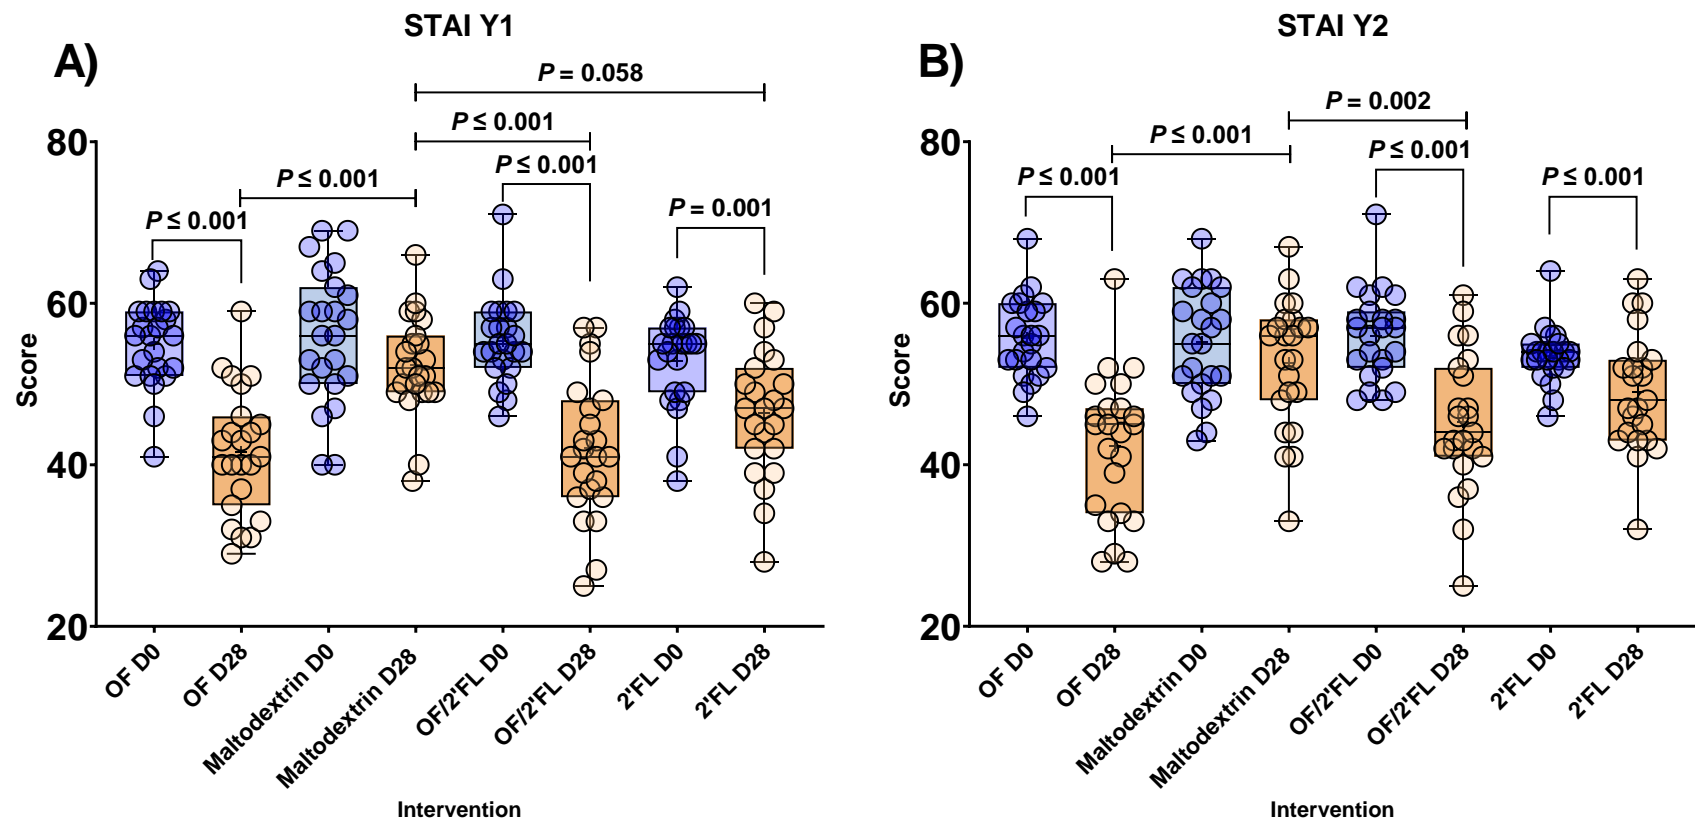 STAI Y1
A)
P = 0.058
P ≤ 0.001
P ≤ 0.001
P ≤ 0.001
P ≤ 0.001
P = 0.001
80
60
40
20
Score
OF D0
OF D28
Maltodextrin D0
Maltodextrin D28
OF/2'FL D0
OF/2'FL D28
2'FL D0
2'FL D28
Intervention
STAI Y2
B)
P = 0.002
P ≤ 0.001
P ≤ 0.001
P ≤ 0.001
P ≤ 0.001
80
60
40
20
Score
OF D0
OF D28
Maltodextrin D0
Maltodextrin D28
OF/2'FL D0
OF/2'FL D28
2'FL D0
2'FL D28
Intervention